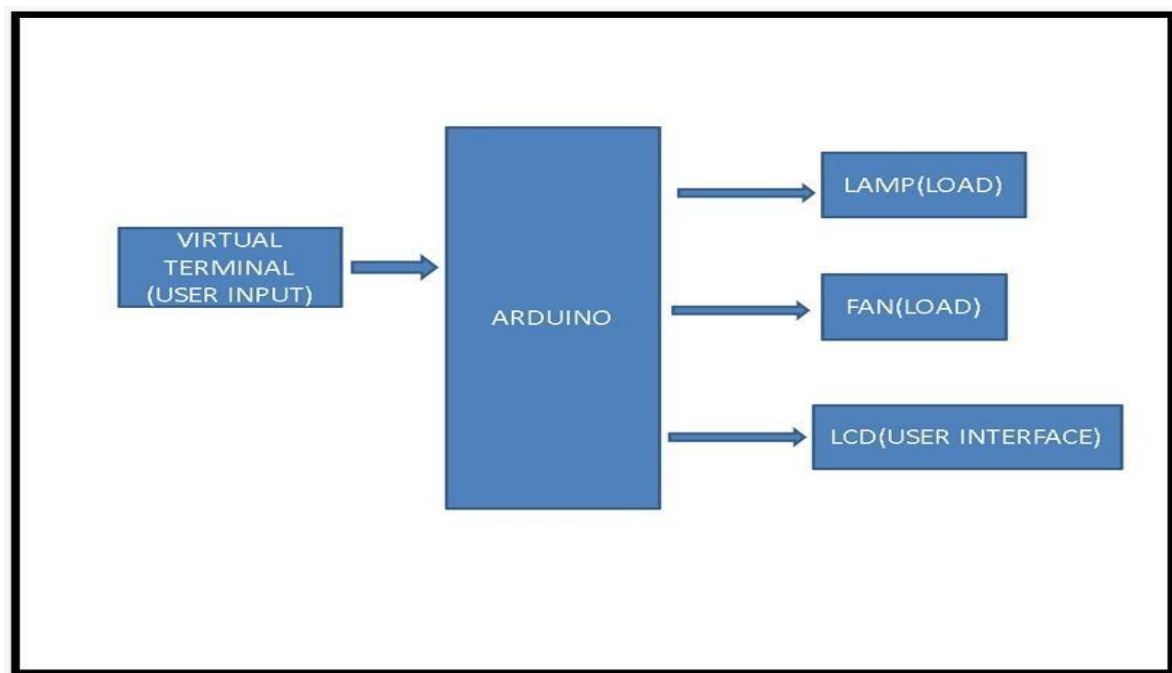 VIRTUAL
TERMINAL
(USER INPUT)
ARDUINO
LAMP(LOAD)
FAN(LOAD)
LCD(USER INTERFACE)